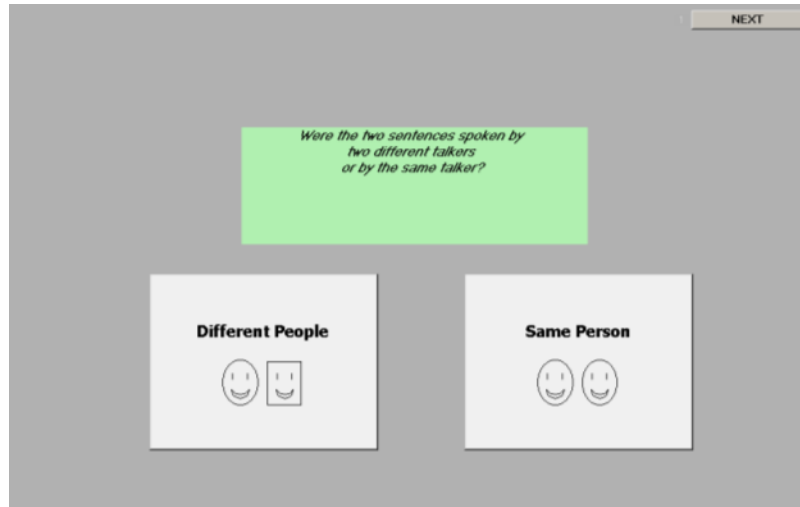 NEXT
Were the two sentences spoken by
two different talkers
or by the same talker?
Different People
Same Person